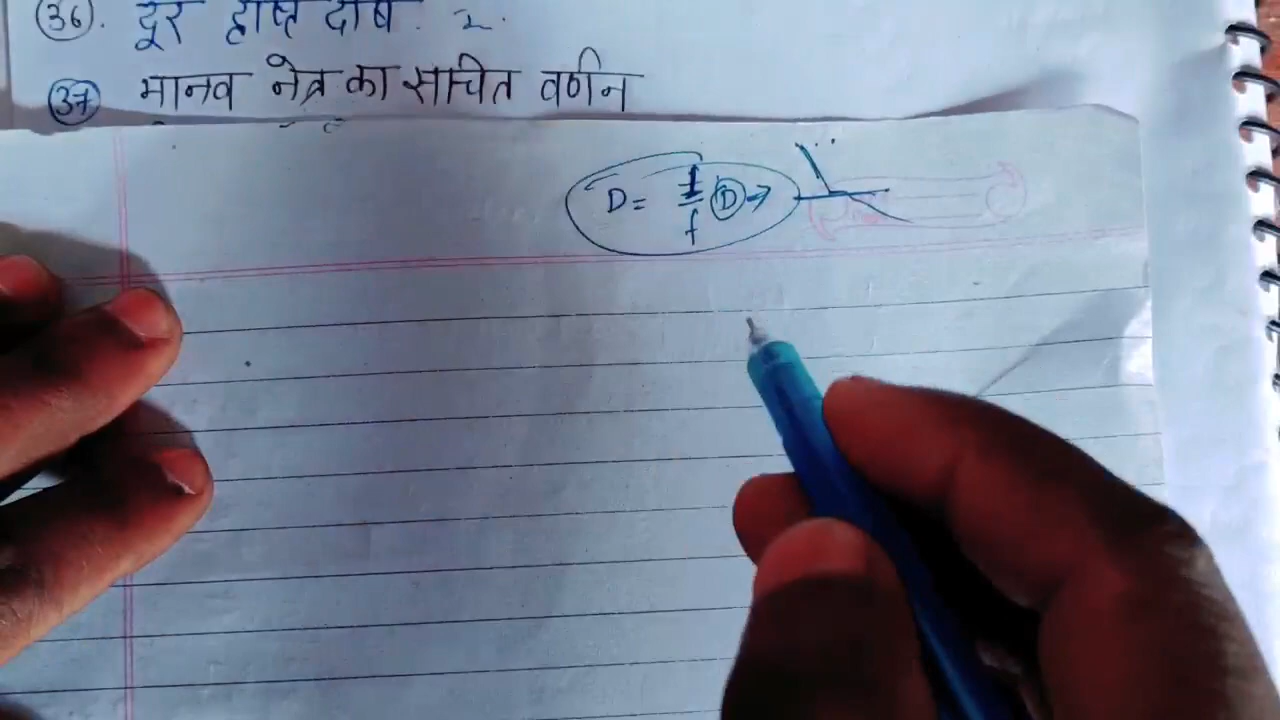 (36). दूर दृष्टि दोष.
(37) मानव नेत्र का सचित वर्णन
D = 1/f (D) →